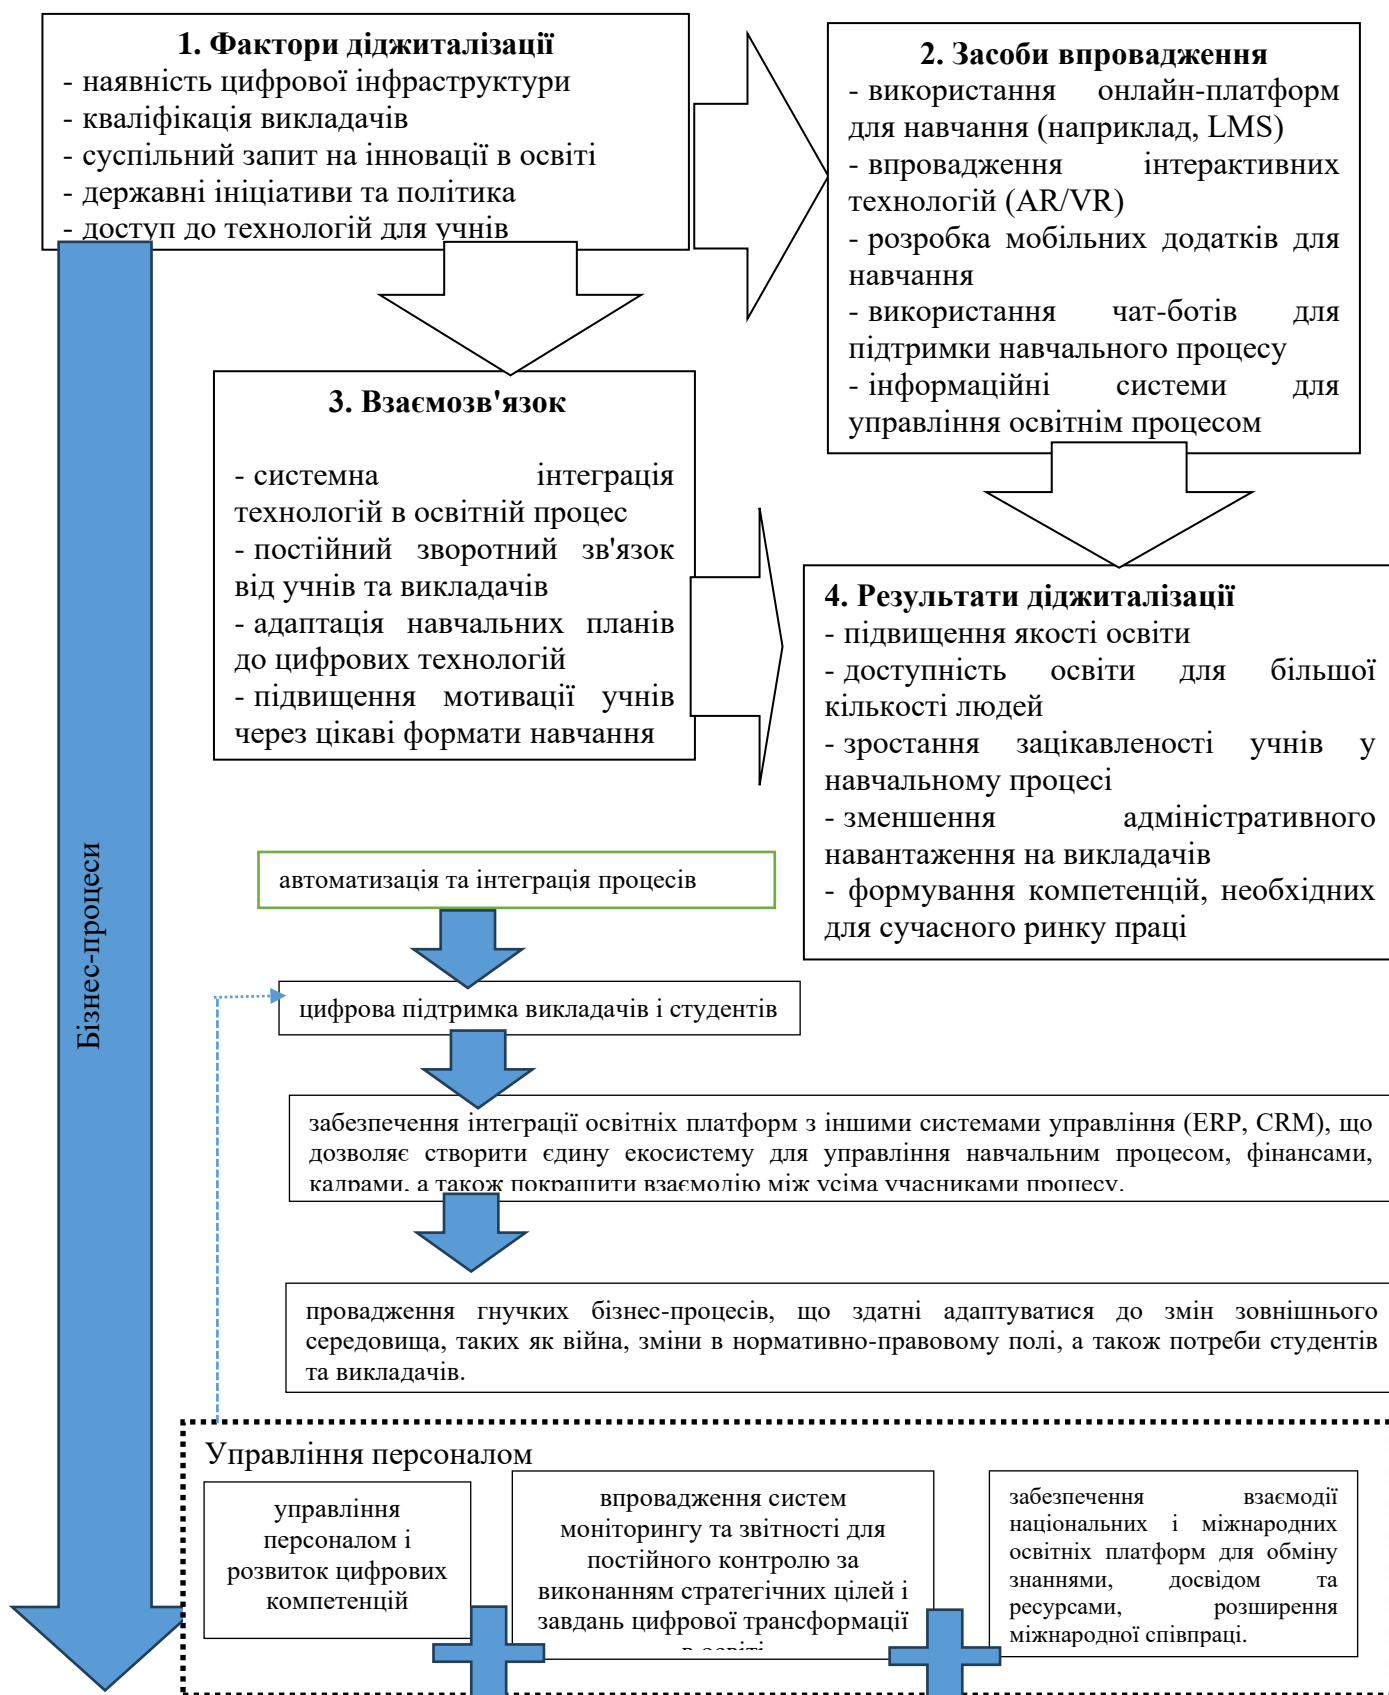 1. Фактори діджиталізації
- наявність цифрової інфраструктури
- кваліфікація викладачів
- суспільний запит на інновації в освіті
- державні ініціативи та політика
- доступ до технологій для учнів
2. Засоби впровадження
- використання онлайн-платформ
для навчання (наприклад, LMS)
- впровадження інтерактивних
технологій (AR/VR)
- розробка мобільних додатків для
навчання
- використання чат-ботів для
підтримки навчального процесу
- інформаційні системи для
управління освітнім процесом
3. Взаємозв'язок
- системна інтеграція
технологій в освітній процес
- постійний зворотний зв'язок
від учнів та викладачів
- адаптація навчальних планів
до цифрових технологій
- підвищення мотивації учнів
через цікаві формати навчання
4. Результати діджиталізації
- підвищення якості освіти
- доступність освіти для більшої
кількості людей
- зростання зацікавленості учнів у
навчальному процесі
- зменшення адміністративного
навантаження на викладачів
- формування компетенцій, необхідних
для сучасного ринку праці
Бізнес-процеси
автоматизація та інтеграція процесів
цифрова підтримка викладачів і студентів
забезпечення інтеграції освітніх платформ з іншими системами управління (ERP, CRM), що
дозволяє створити єдину екосистему для управління навчальним процесом, фінансами,
кадрами, а також покращити взаємодію між усіма учасниками процесу.
провадження гнучких бізнес-процесів, що здатні адаптуватися до змін зовнішнього
середовища, таких як війна, зміни в нормативно-правовому полі, а також потреби студентів
та викладачів.
Управління персоналом
управління
персоналом і
розвиток цифрових
компетенцій
впровадження систем
моніторингу та звітності для
постійного контролю за
виконанням стратегічних цілей і
завдань цифрової трансформації
в освіті
забезпечення взаємодії
національних і міжнародних
освітніх платформ для обміну
знаннями, досвідом та
ресурсами, розширення
міжнародної співпраці.